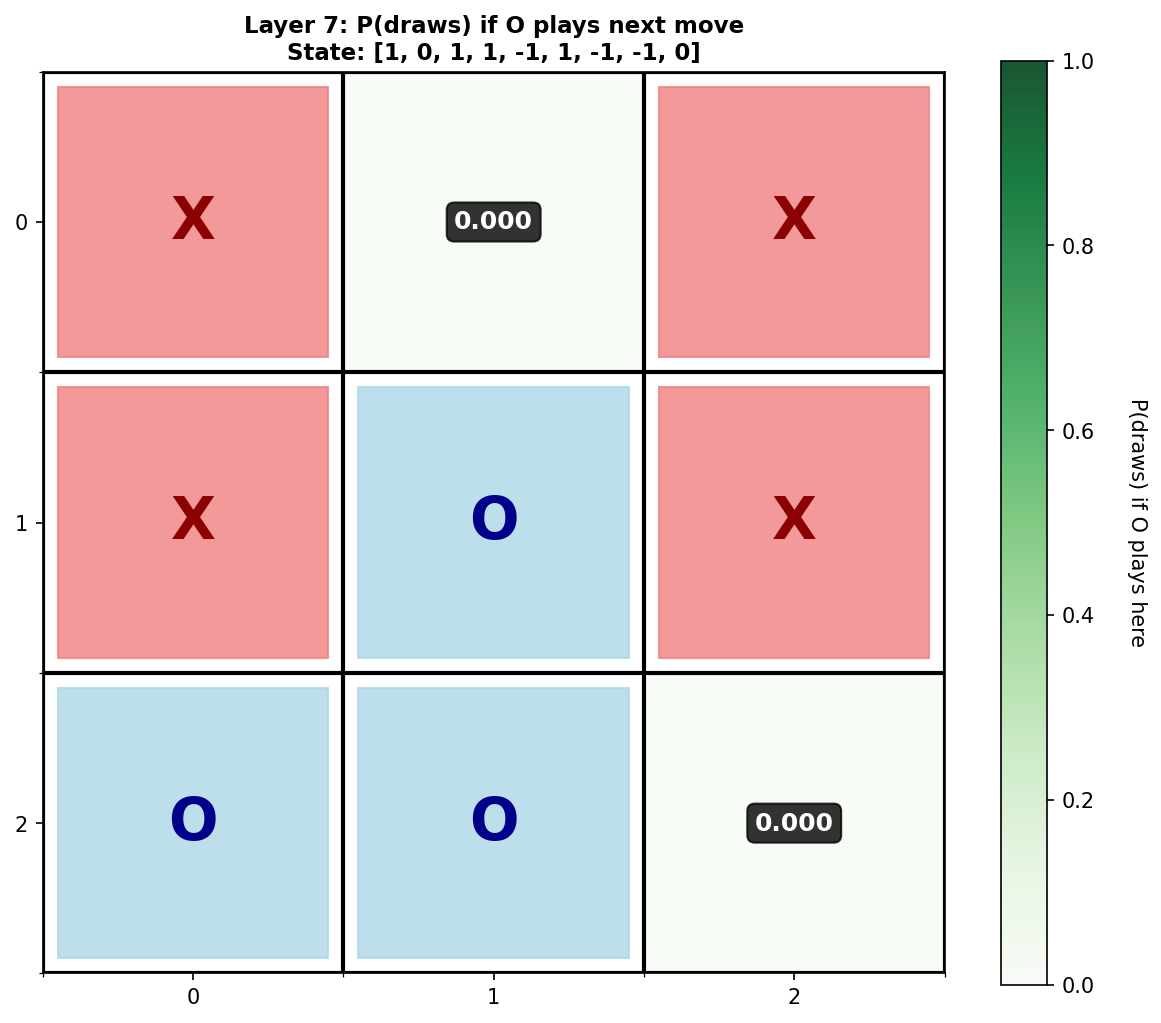 Layer 7: P(draws) if O plays next move
State: [1, 0, 1, 1, -1, 1, -1, -1, 0]
X
0.000
X
X
O
X
O
O
0.000
0
1
2
0
1
2
1.0
0.8
0.6
0.4
0.2
0.0
P(draws) if O plays here